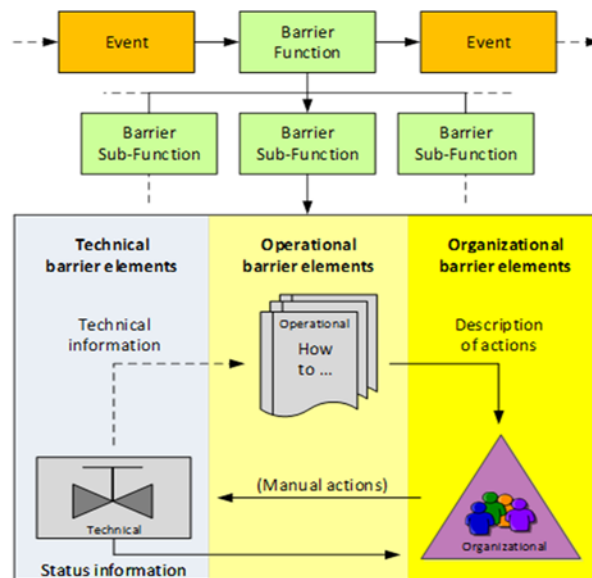 Event
Barrier
Function
Event
Barrier
Sub-Function
Barrier
Sub-Function
Barrier
Sub-Function
Technical
barrier elements
Operational
barrier elements
Organizational
barrier elements
Technical
information
Operational
How
to ...
Description
of actions
(Manual actions)
Technical
Organizational
Status information